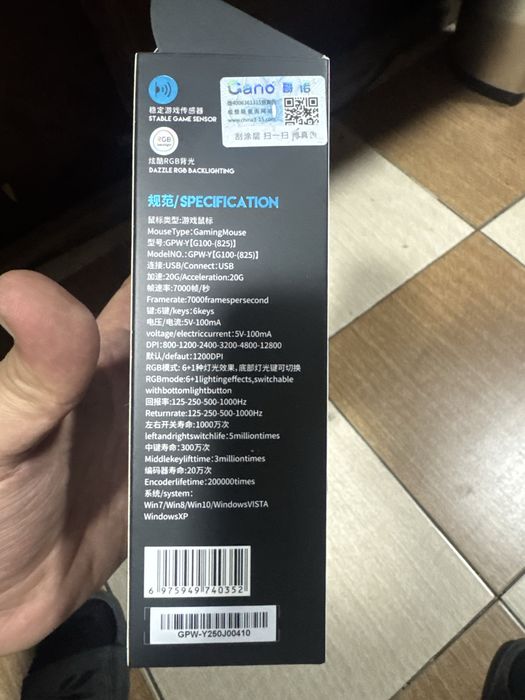 稳定游戏传感器
STABLE GAME SENSOR
RGB
炫酷RGB背光
DAZZLE RGB BACKLIGHTING
www.china3-15.com
刮涂层 扫一扫
规范/SPECIFICATION
鼠标类型:游戏鼠标
MouseType:GamingMouse
型号:GPW-Y[G100-(825)]
ModelNO.:GPW-Y[G100-(825)]
连接:USB/Connect:USB
加速:20G/Acceleration:20G
帧速率:7000帧/秒
Framerate:7000framespersecond
键:6键/keys:6keys
电压/电流:5V-100mA
voltage/electriccurrent:5V-100mA
DPI:800-1200-2400-3200-4800-12800
默认/defaut:1200DPI
RGB模式: 6+1种灯光效果,底部灯光键可切换
RGBmode:6+1lightingeffects,switchable
withbottomlightbutton
回报率:125-250-500-1000Hz
Returnrate:125-250-500-1000Hz
左右开关寿命:1000万次
leftandrightswitchlife:5milliontimes
中键寿命:300万次
Middlekeylifttime:3milliontimes
编码器寿命:20万次
Encoderlifetime:200000times
系统/system:
Win7/Win8/Win10/WindowsVISTA
WindowsXP
6 975949 740352
GPW-Y250J00410